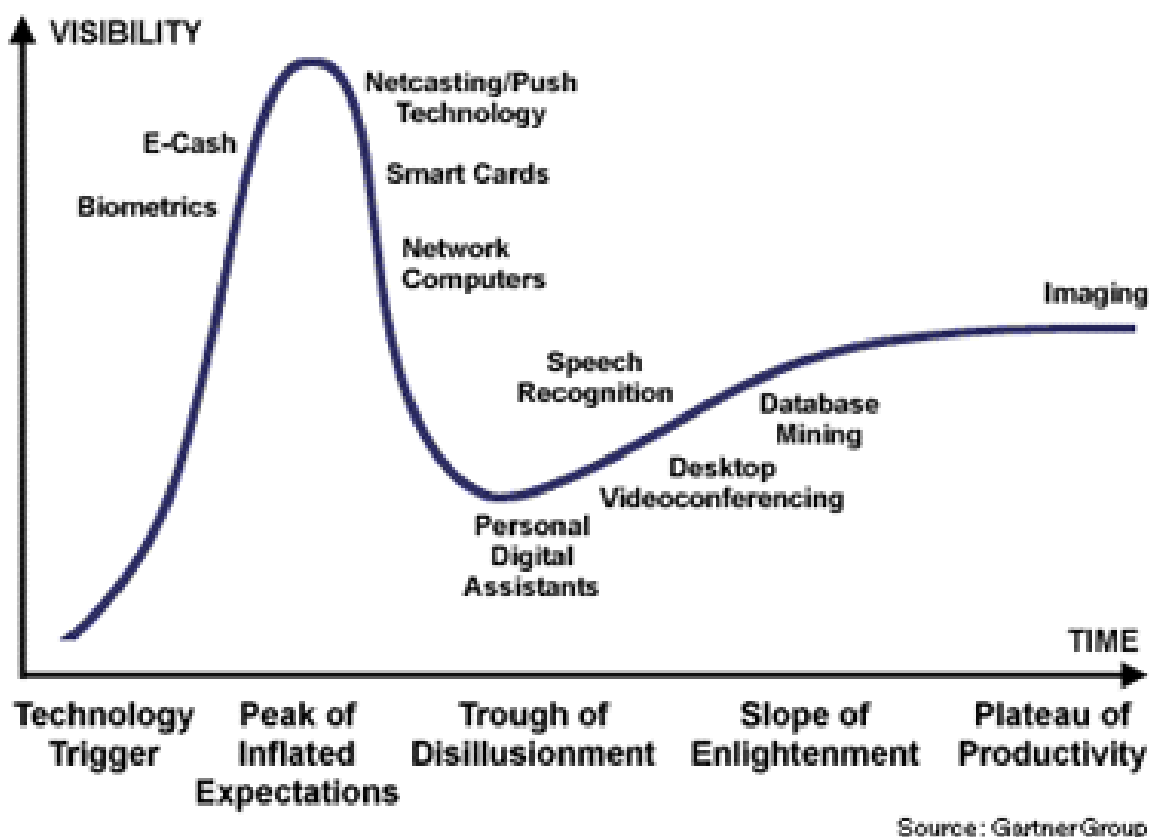 VISIBILITY
Netcasting/Push
Technology
E-Cash
Smart Cards
Biometrics
Network
Computers
Imaging
Speech
Recognition
Database
Mining
Desktop
Videoconferencing
Personal
Digital
Assistants
TIME
Technology
Trigger
Peak of
Inflated
Expectations
Trough of
Disillusionment
Slope of
Enlightenment
Plateau of
Productivity
Source: GartnerGroup